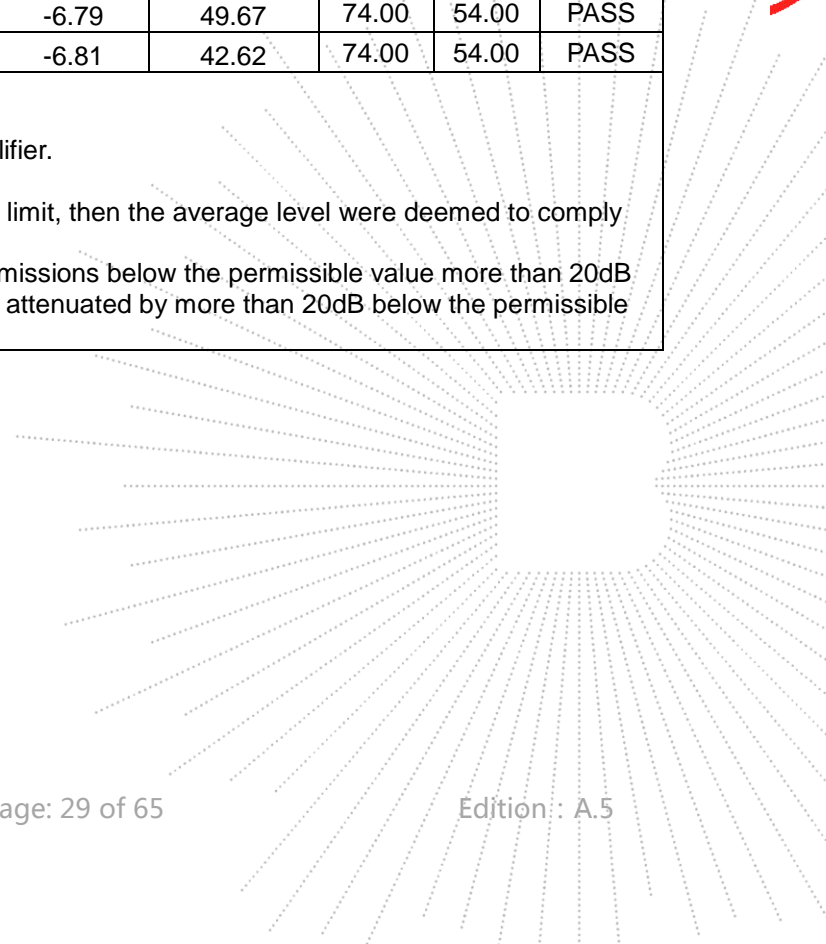 -6.79 49.67 74.00 54.00 PASS
-6.81 42.62 74.00 54.00 PASS
lifier.
limit, then the average level were deemed to comply
missions below the permissible value more than 20dB
attenuated by more than 20dB below the permissible
age: 29 of 65 Edition : A.5